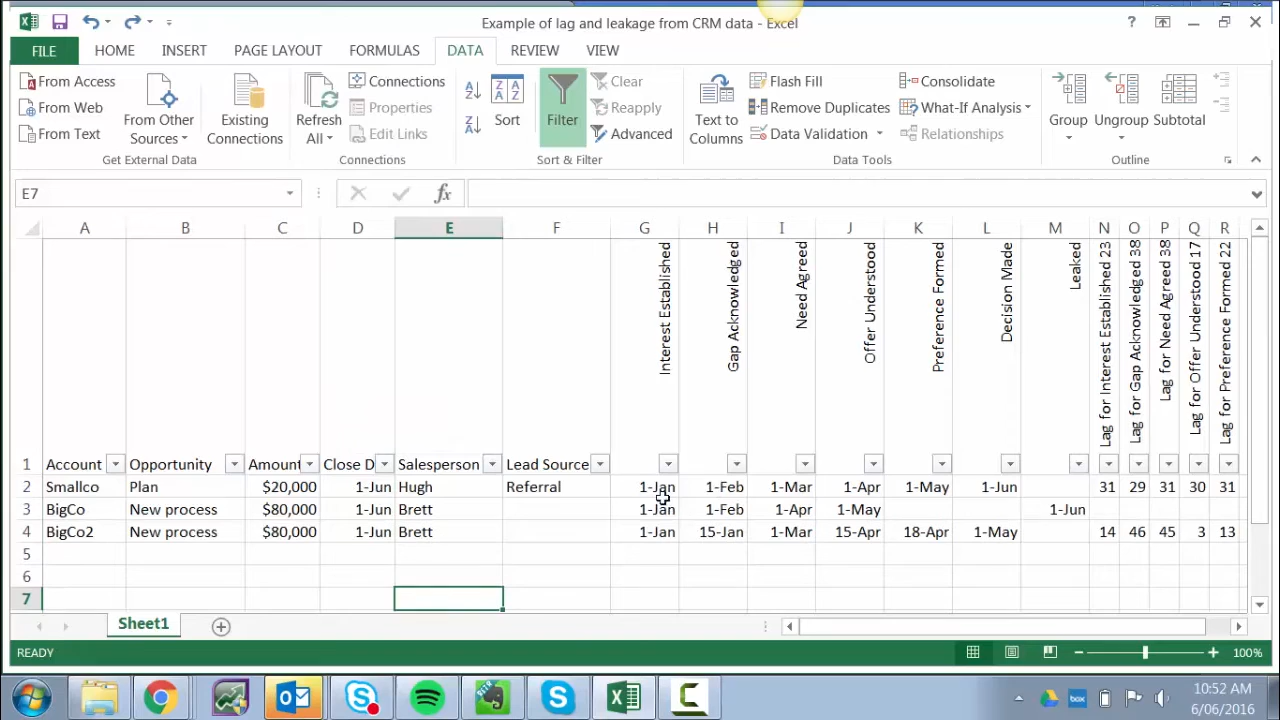 Example of lag and leakage from CRM data - Excel
FILE HOME INSERT PAGE LAYOUT FORMULAS DATA REVIEW VIEW
From Access
From Web
From Text
From Other Sources
Existing Connections
Get External Data
Refresh All
Connections
Properties
Edit Links
Connections
Sort
Filter
Clear
Reapply
Advanced
Sort & Filter
Text to Columns
Flash Fill
Remove Duplicates
Data Validation
Consolidate
What-If Analysis
Relationships
Data Tools
Group
Ungroup
Subtotal
Outline
E7
fx
A B C D E F G H I J K L M N O P Q R
Interest Established
Gap Acknowledged
Need Agreed
Offer Understood
Preference Formed
Decision Made
Leaked
Lag for Interest Established 23
Lag for Gap Acknowledged 38
Lag for Need Agreed 38
Lag for Offer Understood 17
Lag for Preference Formed 22
1 Account Opportunity Amount Close D Salesperson Lead Source
2 Smallco Plan $20,000 1-Jun Hugh Referral 1-Jan 1-Feb 1-Mar 1-Apr 1-May 1-Jun 31 29 31 30 31
3 BigCo New process $80,000 1-Jun Brett 1-Jan 1-Feb 1-Apr 1-May 1-Jun
4 BigCo2 New process $80,000 1-Jun Brett 1-Jan 15-Jan 1-Mar 15-Apr 18-Apr 1-May 14 46 45 3 13
5
6
7
Sheet1
READY 100%
10:52 AM
6/06/2016